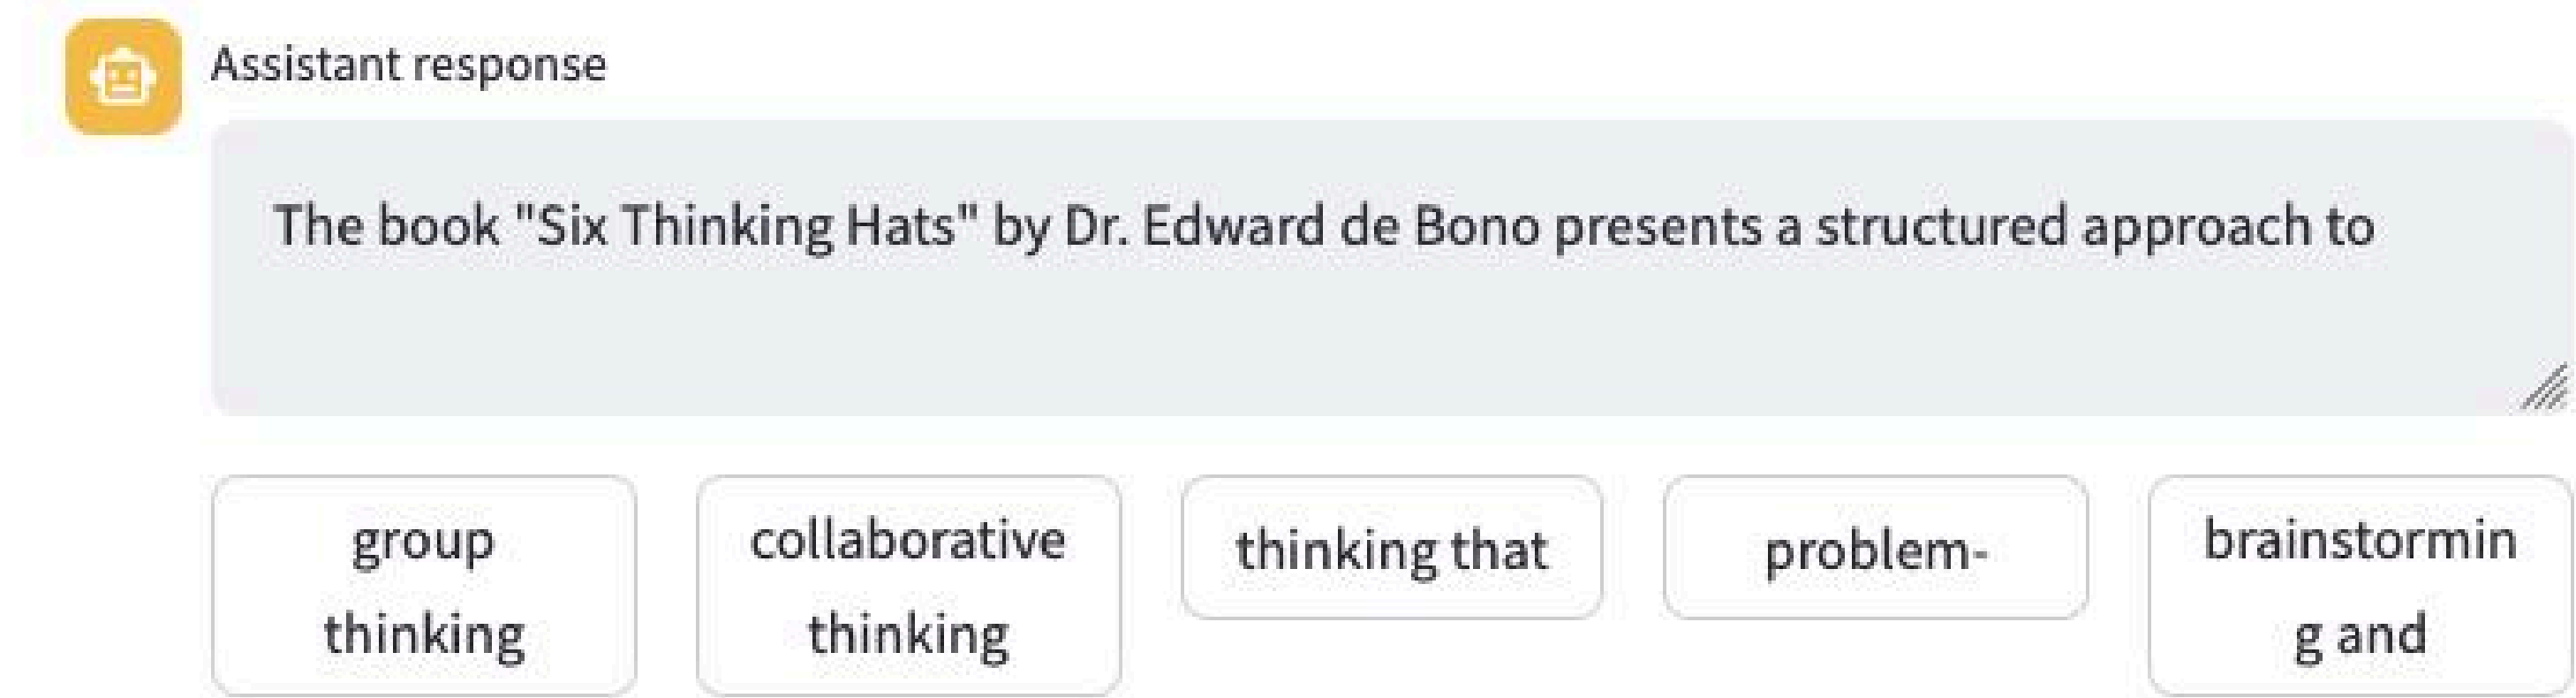 Assistant response
The book "Six Thinking Hats" by Dr. Edward de Bono presents a structured approach to
group
thinking
collaborative
thinking
thinking that
problem-
brainstormin
g and